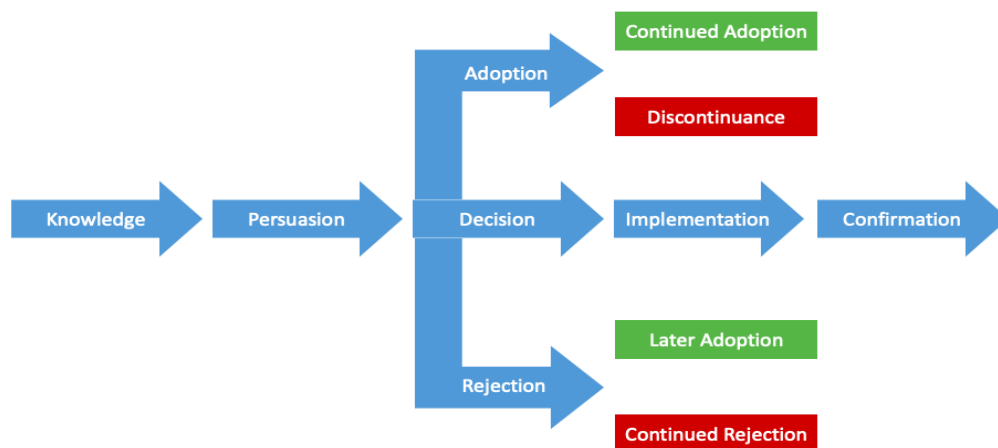 Continued Adoption
Adoption
Discontinuance
Knowledge
Persuasion
Decision
Implementation
Confirmation
Later Adoption
Rejection
Continued Rejection